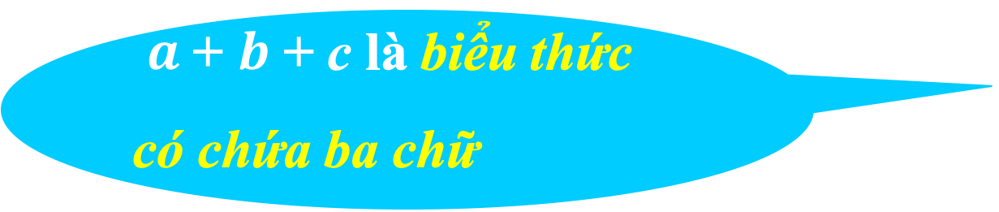 a + b + c là biểu thức
có chứa ba chữ